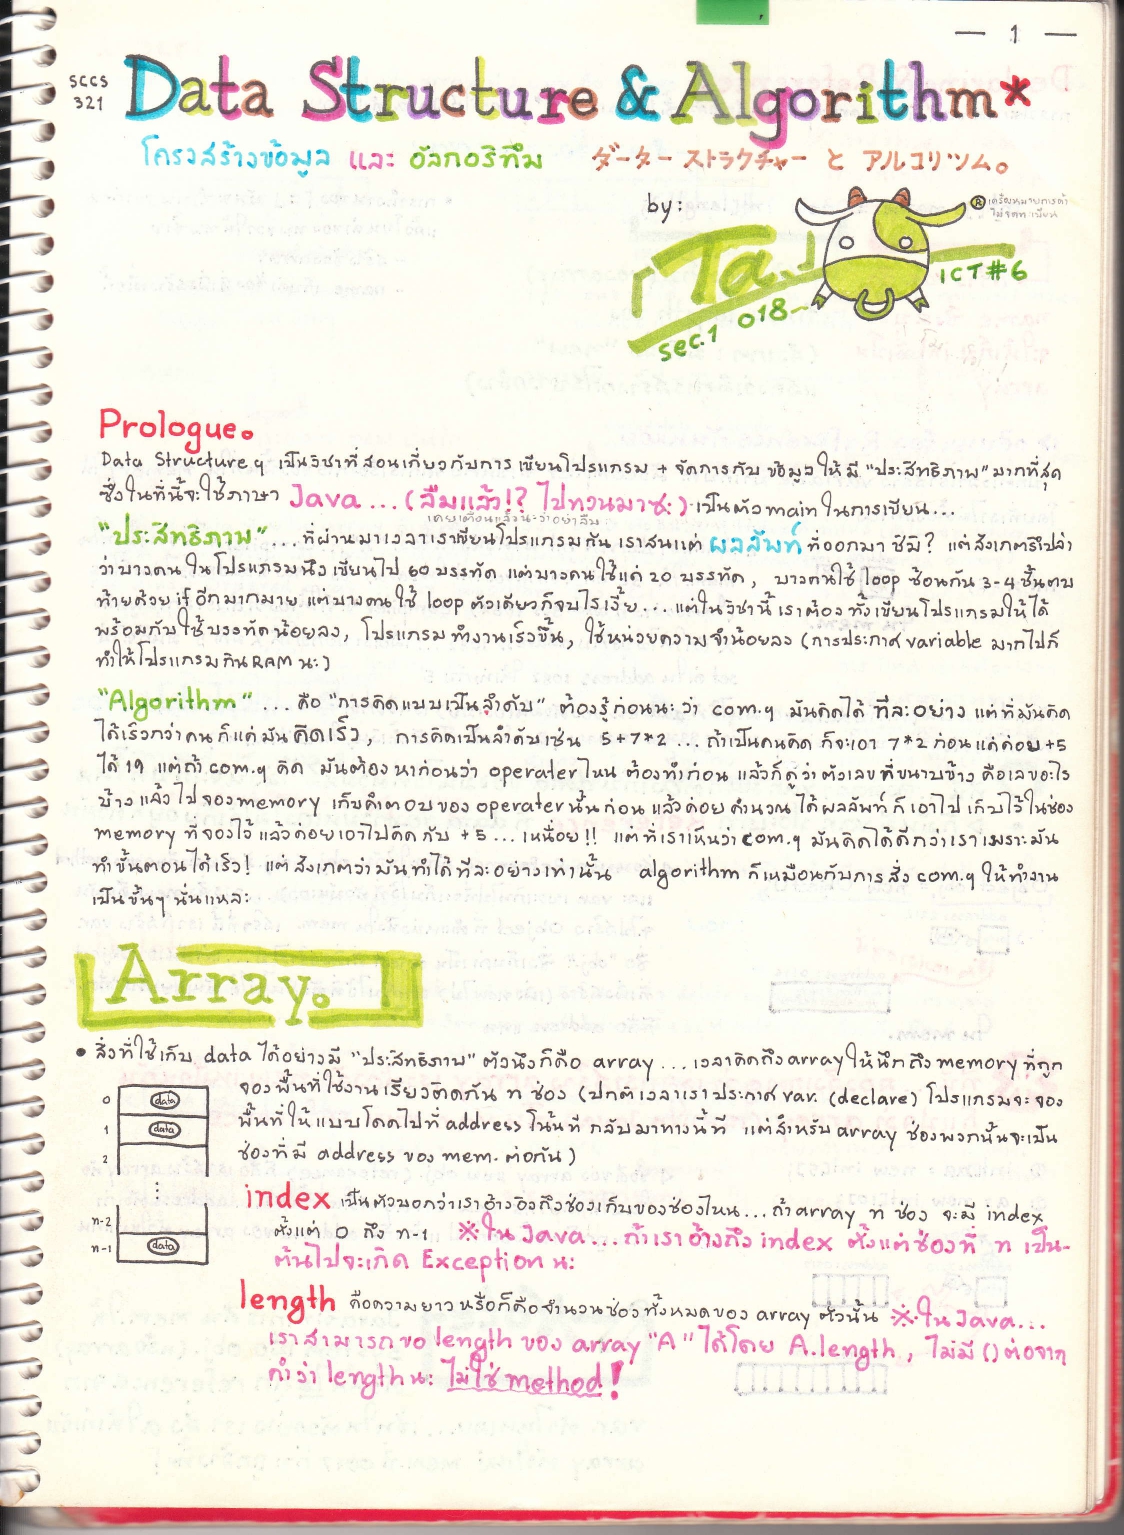 — 1 —
SCCS 321
Data Structure & Algorithm*
โครงสร้างข้อมูล และ อัลกอริทึม ダーター ストラクチャー と アルコリツム。
by:
® เครื่องหมายการค้า
ไม่จดทะเบียน
「Ta」
ICT#6
sec.1 018~
Prologue。
Data Structure ๆ เป็นวิชาที่สอนเกี่ยวกับการ เขียนโปรแกรม + จัดการกับ ข้อมูล ให้ มี "ประสิทธิภาพ" มากที่สุด
ซึ่งในที่นี้จะใช้ภาษา Java ... (ลืมแล้ว!? ไปทวนมาซะ) เป็นตัว main ในการเขียน...
เคยเตือนแล้วนะว่าอย่าลืม
"ประสิทธิภาพ" ... ที่ผ่านมาเวลาเราเขียนโปรแกรมกัน เราสนแต่ ผลลัพท์ ที่ออกมา ชิมิ? แต่สังเกตรึเปล่า
ว่าบางคน ในโปรแกรมนึง เขียนไป 60 บรรทัด แต่บางคนใช้แค่ 20 บรรทัด, บางคนใช้ loop ซ้อนกัน 3-4 ชั้นตบ
ท้ายด้วย if อีกมากมาย แต่บางคน ใช้ loop ตัวเดียวก็จบไรเงี้ย... แต่ในวิชานี้ เราต้อง ทั้งเขียนโปรแกรมให้ได้
พร้อมกับใช้บรรทัดน้อยลง, โปรแกรมทำงานเร็วขึ้น, ใช้หน่วยความจำน้อยลง (การประกาศ variable มากไปก็
ทำให้โปรแกรมกิน RAM นะ)
"Algorithm" ... คือ "การคิดแบบเป็นลำดับ" ต้องรู้ก่อนนะ ว่า com.ๆ มันคิดได้ ทีละอย่าง แต่ที่มันคิด
ได้เร็วกว่าคน ก็แค่มันคิดเร็ว, การคิดเป็นลำดับเช่น 5+7*2 ... ถ้าเป็นคนคิด ก็จะเอา 7*2 ก่อน แค่ค่อย +5
ได้ 19 แต่ถ้า com.ๆ คิด มันต้องหาก่อนว่า operater ไหน ต้องทำก่อน แล้วก็ดูว่าตัวเลขที่ขนาบข้าง คือเลขอะไร
บ้าง แล้วไปจอง memory เก็บคำตอบของ operater นั้นก่อน แล้วค่อยคำนวน ได้ผลลัพท์ ก็เอาไปเก็บไว้ในช่อง
memory ที่จองไว้ แล้วค่อยเอาไปคิดกับ +5 ... เหนื่อย!! แต่ที่เราเห็นว่า com.ๆ มันคิดได้ดีกว่าเราเพราะมัน
ทำขั้นตอนได้เร็ว! แต่สังเกตว่ามันทำได้ทีละอย่างเท่านั้น algorithm ก็เหมือนกับการ สั่ง com.ๆ ให้ทำงาน
เป็นขั้นๆ นั่นแหละ
Array。
• สิ่งที่ใช้เก็บ data ได้อย่างมี "ประสิทธิภาพ" ตัวนึงก็คือ array ... เวลาคิดถึง array ให้นึกถึง memory ที่ถูก
จองพื้นที่ใช้งาน เรียงติดกัน n ช่อง (ปกติเวลาเราประกาศ var. (declare) โปรแกรมจะจอง
พื้นที่ให้ แบบโดดไปที่ address โน้นที กลับมาทางนี้ที แต่สำหรับ array ช่องพวกนั้นจะเป็น
ช่องที่มี address ของ mem. ต่อกัน)
0 data
1 data
2
⋮
n-2
n-1 data
index เป็นตัวบอกว่าเราอ้างอิงถึงช่องเก็บของช่องไหน... ถ้า array n ช่อง จะมี index
ตั้งแต่ 0 ถึง n-1 ※ใน Java... ถ้าเราอ้างถึง index ตั้งแต่ช่องที่ n เป็น-
ต้นไปจะเกิด Exception นะ
length คือความยาว หรือก็คือจำนวนช่องทั้งหมดของ array ตัวนั้น ※ใน Java...
เราสามารถขอ length ของ array "A" ได้โดย A.length, ไม่มี () ต่อจาก
คำว่า length นะ ไม่ใช่ method!